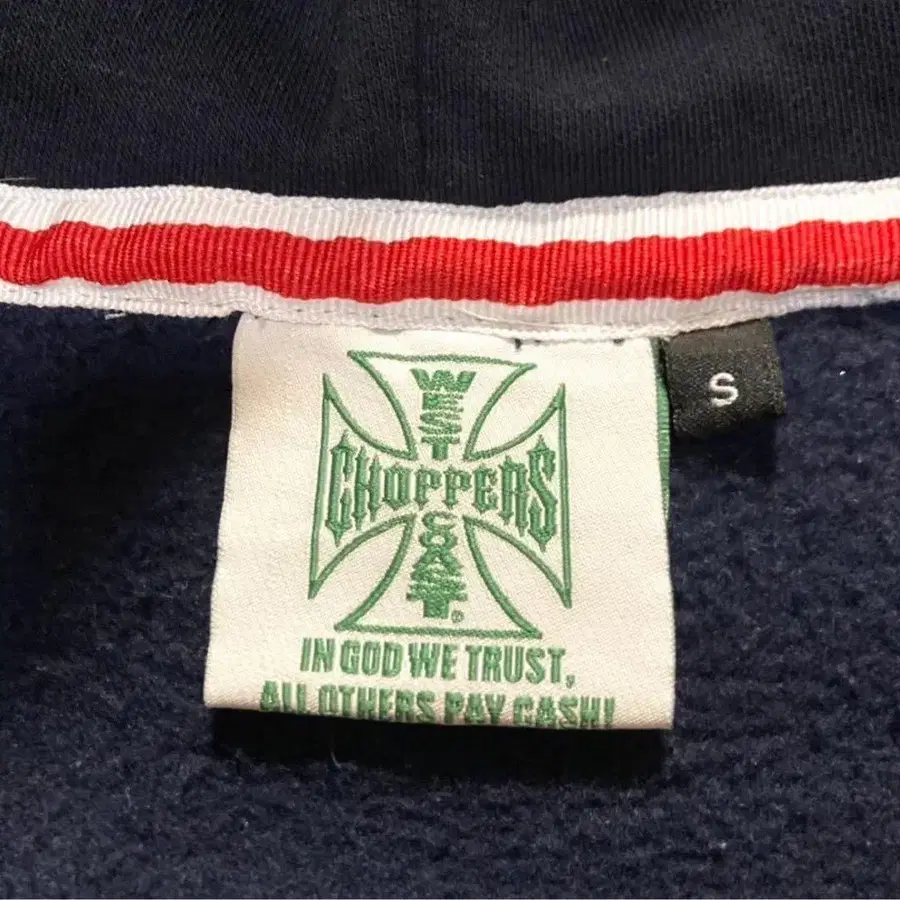 WEST
CHOPPERS
COAST
®
IN GOD WE TRUST,
ALL OTHERS PAY CASH!
S